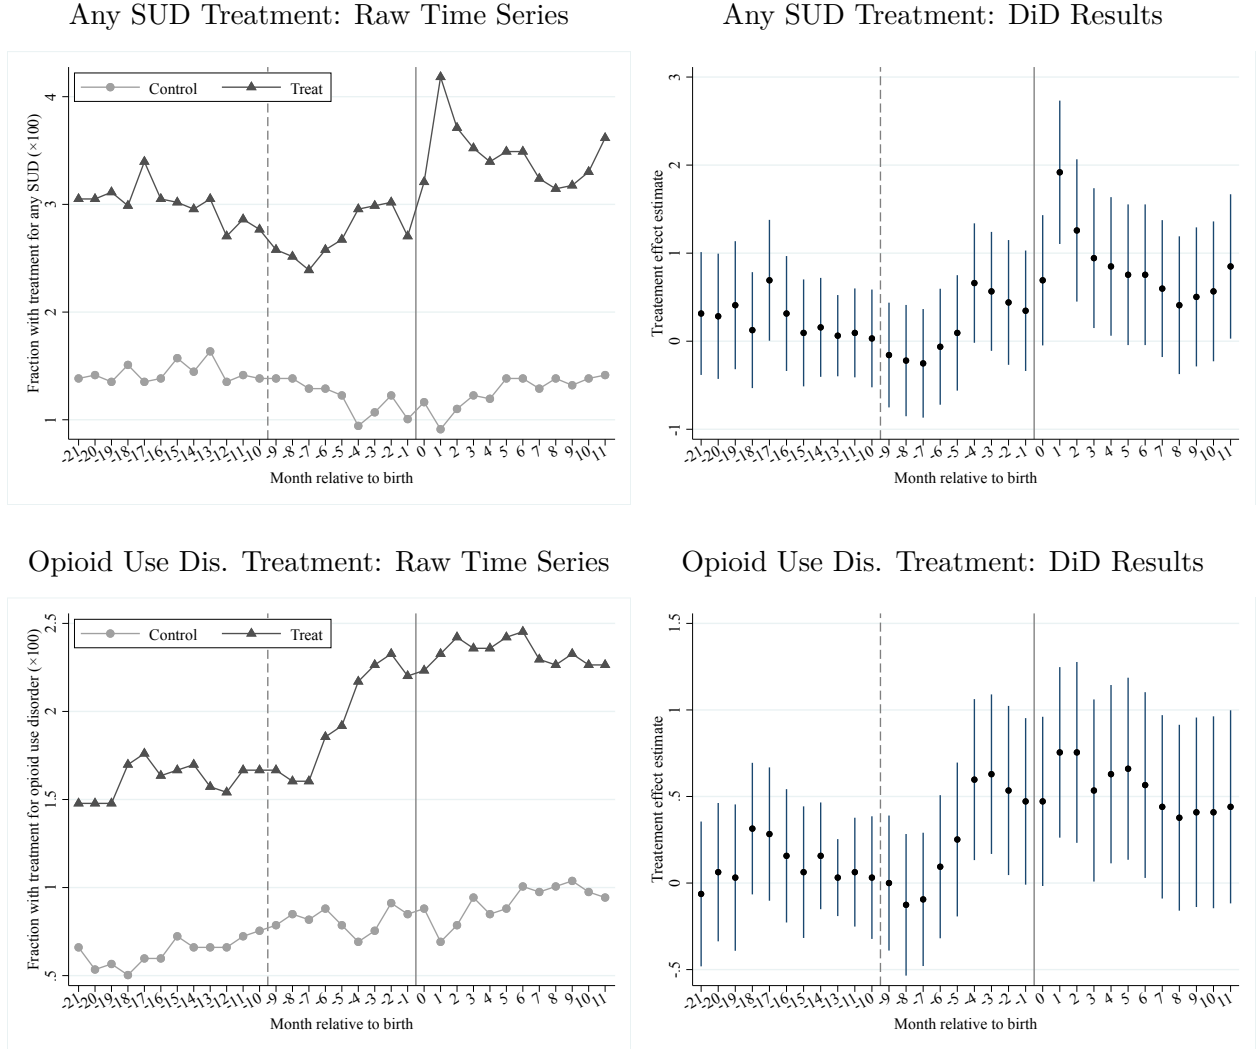 Any SUD Treatment: Raw Time Series
Any SUD Treatment: DiD Results
Control
Treat
Fraction with treatment for any SUD (×100)
4
3
2
1
-21 -20 -19 -18 -17 -16 -15 -14 -13 -12 -11 -10 -9 -8 -7 -6 -5 -4 -3 -2 -1 0 1 2 3 4 5 6 7 8 9 10 11
Month relative to birth
Treatement effect estimate
3
2
1
0
-1
-21 -20 -19 -18 -17 -16 -15 -14 -13 -12 -11 -10 -9 -8 -7 -6 -5 -4 -3 -2 -1 0 1 2 3 4 5 6 7 8 9 10 11
Month relative to birth
Opioid Use Dis. Treatment: Raw Time Series
Opioid Use Dis. Treatment: DiD Results
Control
Treat
Fraction with treatment for opioid use disorder (×100)
2.5
2
1.5
1
.5
-21 -20 -19 -18 -17 -16 -15 -14 -13 -12 -11 -10 -9 -8 -7 -6 -5 -4 -3 -2 -1 0 1 2 3 4 5 6 7 8 9 10 11
Month relative to birth
Treatement effect estimate
1.5
1
.5
0
-.5
-21 -20 -19 -18 -17 -16 -15 -14 -13 -12 -11 -10 -9 -8 -7 -6 -5 -4 -3 -2 -1 0 1 2 3 4 5 6 7 8 9 10 11
Month relative to birth